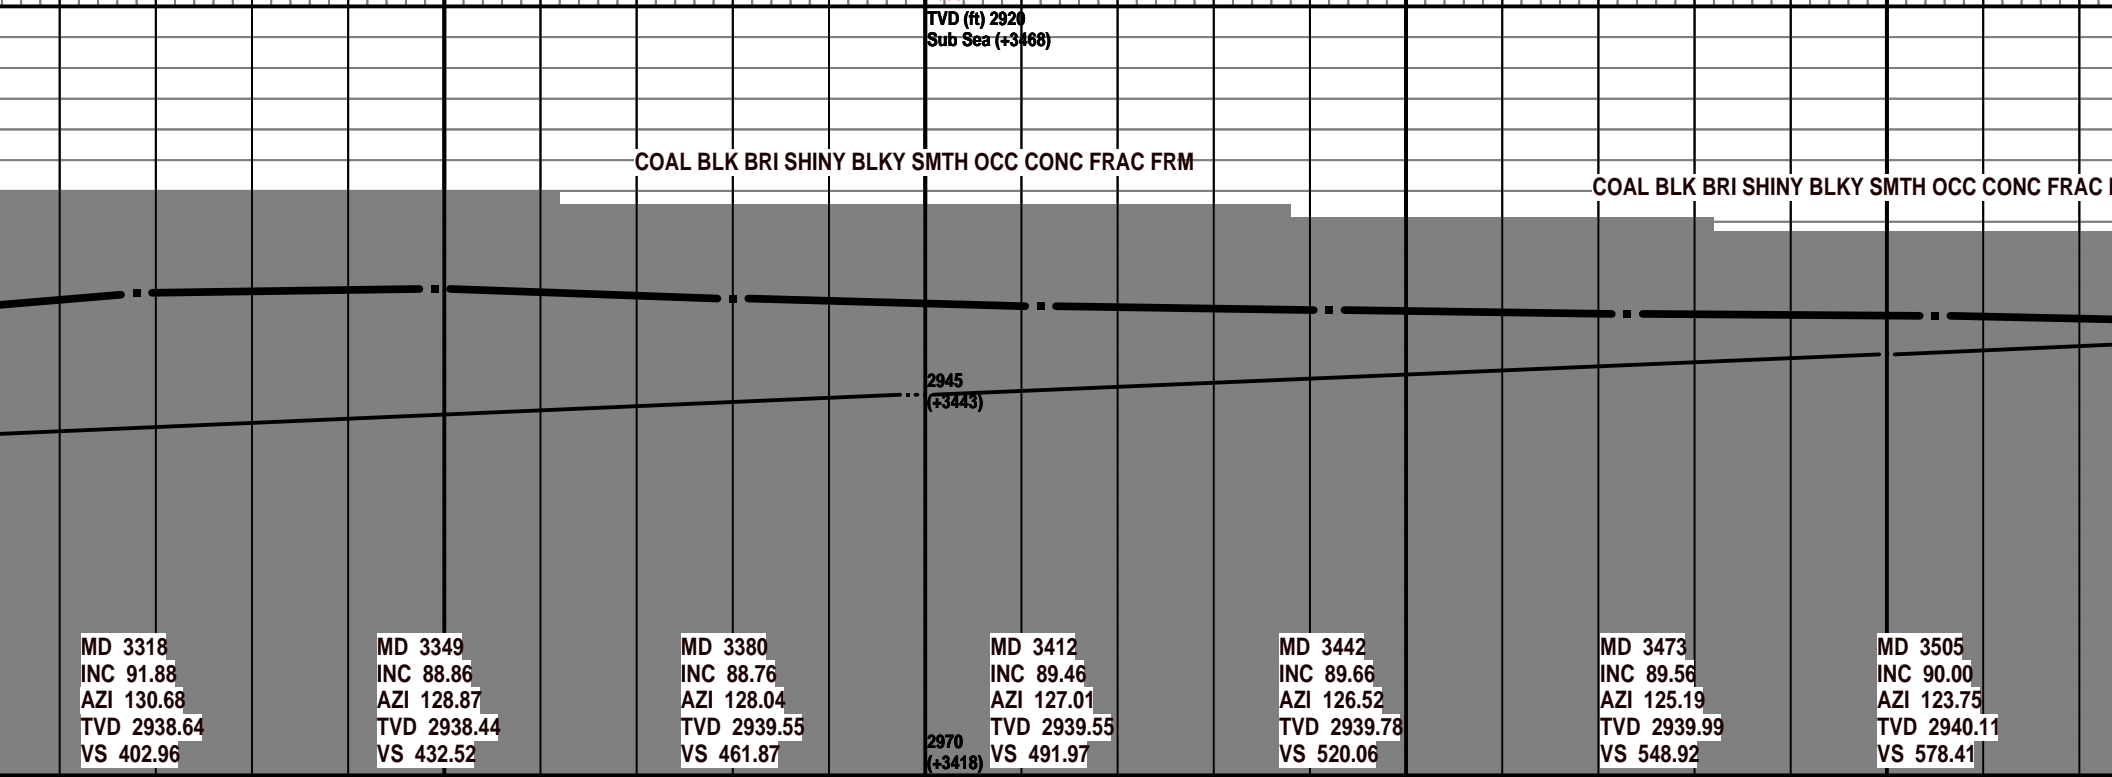 TVD (ft) 2920
Sub Sea (+3468)
COAL BLK BRI SHINY BLKY SMTH OCC CONC FRAC FRM
COAL BLK BRI SHINY BLKY SMTH OCC CONC FRAC
2945
(+3443)
MD 3318
INC 91.88
AZI 130.68
TVD 2938.64
VS 402.96
MD 3349
INC 88.86
AZI 128.87
TVD 2938.44
VS 432.52
MD 3380
INC 88.76
AZI 128.04
TVD 2939.55
VS 461.87
2970
(+3418)
MD 3412
INC 89.46
AZI 127.01
TVD 2939.55
VS 491.97
MD 3442
INC 89.66
AZI 126.52
TVD 2939.78
VS 520.06
MD 3473
INC 89.56
AZI 125.19
TVD 2939.99
VS 548.92
MD 3505
INC 90.00
AZI 123.75
TVD 2940.11
VS 578.41